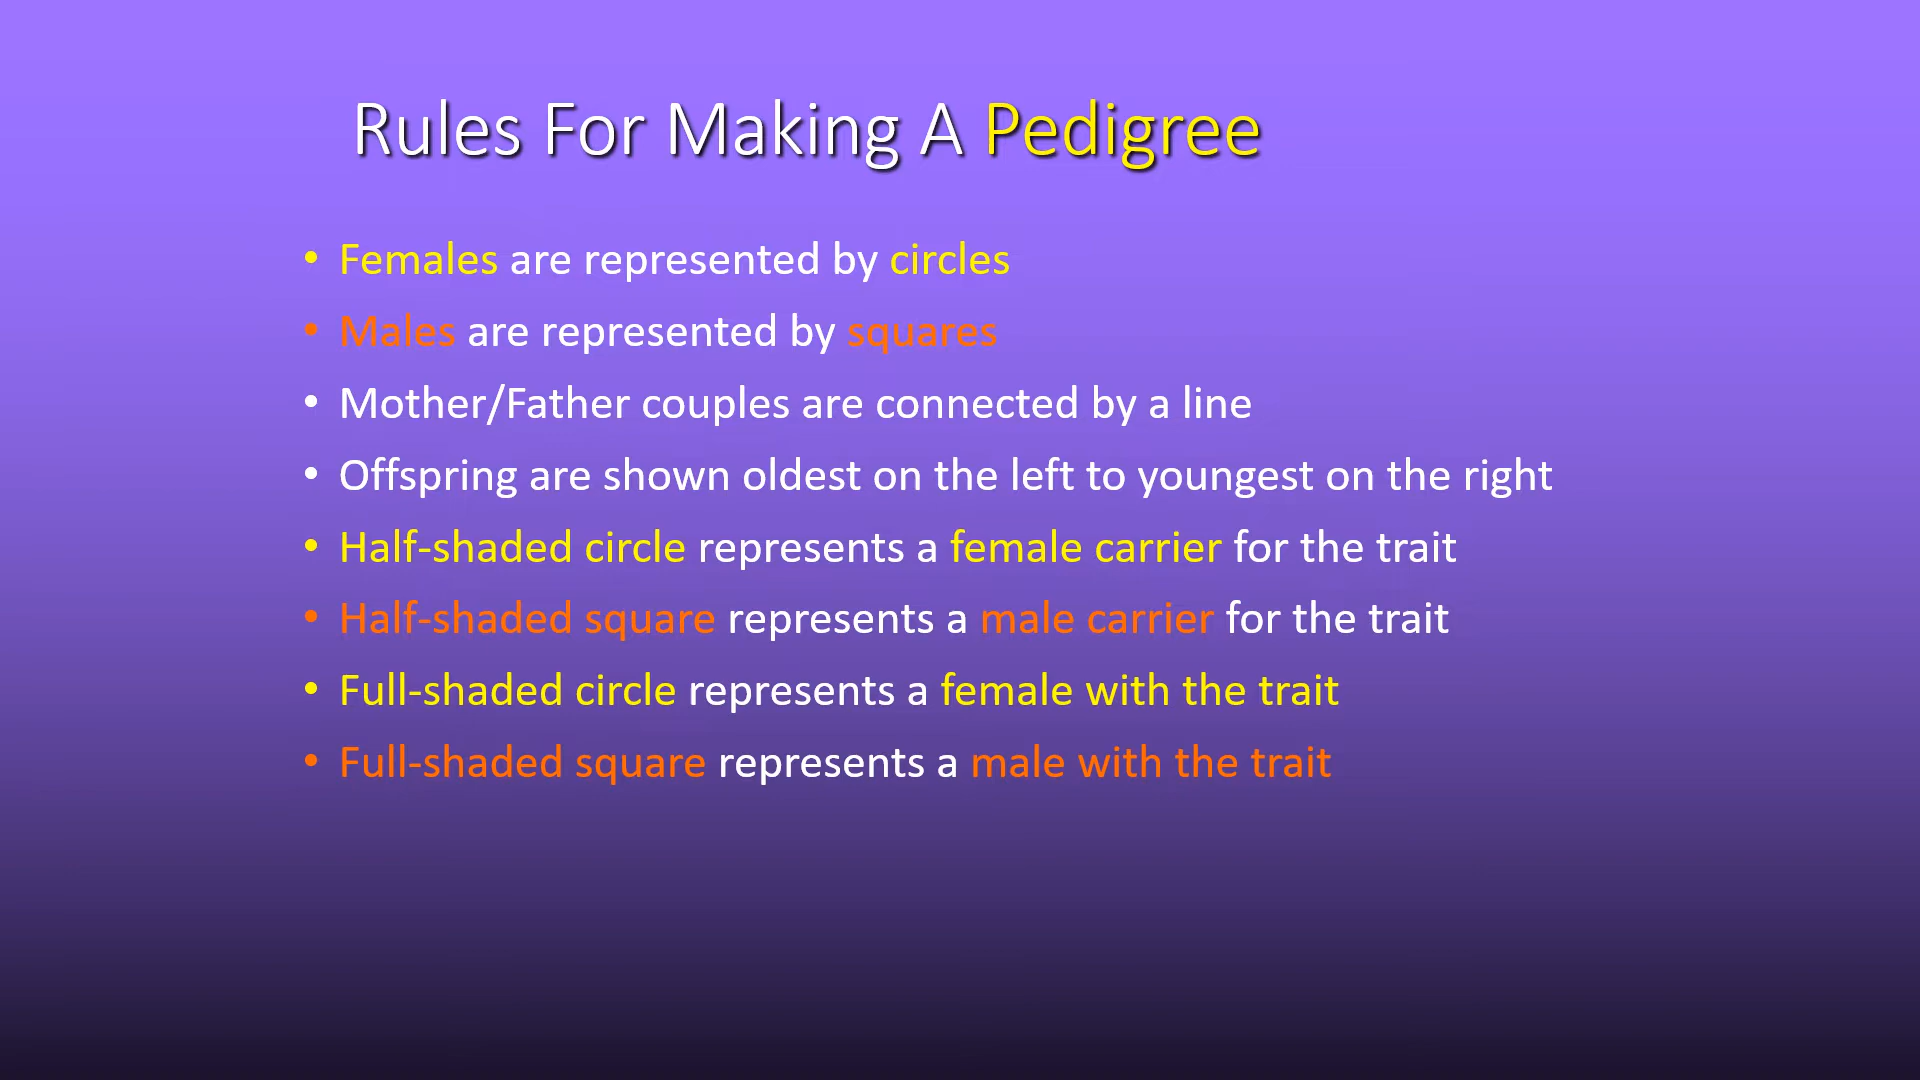 Rules For Making A Pedigree
• Females are represented by circles
• Males are represented by squares
• Mother/Father couples are connected by a line
• Offspring are shown oldest on the left to youngest on the right
• Half-shaded circle represents a female carrier for the trait
• Half-shaded square represents a male carrier for the trait
• Full-shaded circle represents a female with the trait
• Full-shaded square represents a male with the trait